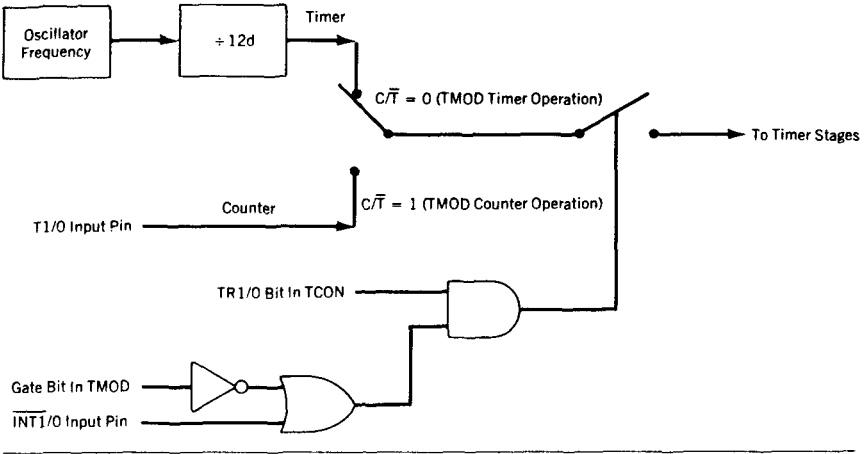 Timer
Oscillator
Frequency
÷ 12d
C/T̅ = 0 (TMOD Timer Operation)
To Timer Stages
C/T̅ = 1 (TMOD Counter Operation)
Counter
T1/0 Input Pin
TR1/0 Bit In TCON
Gate Bit In TMOD
I̅N̅T̅1̅/0 Input Pin